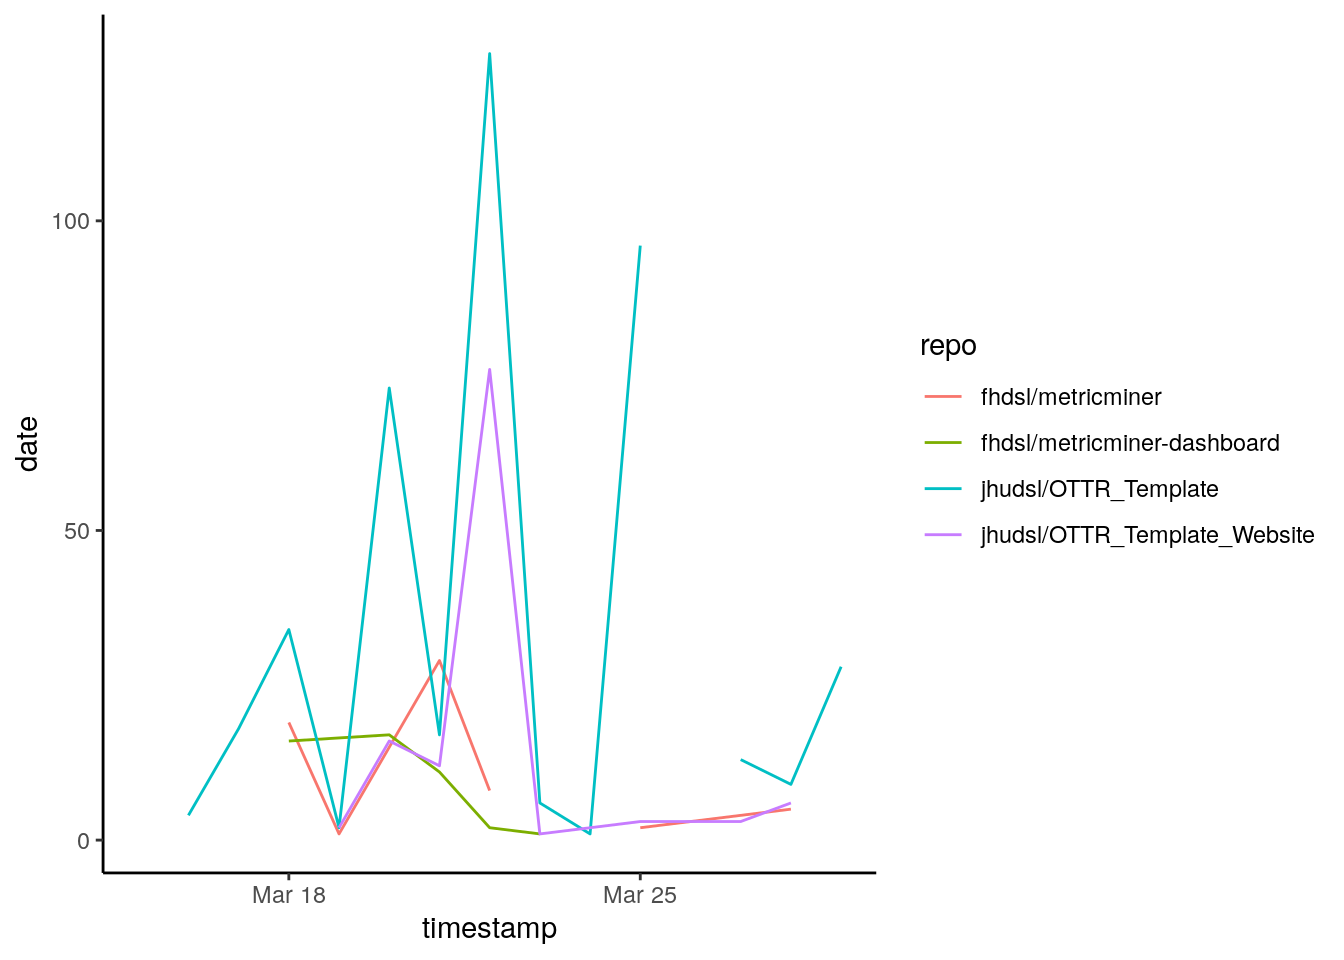 100
50
0
date
Mar 18
Mar 25
timestamp
repo
fhdsl/metricminer
fhdsl/metricminer-dashboard
jhudsl/OTTR_Template
jhudsl/OTTR_Template_Website